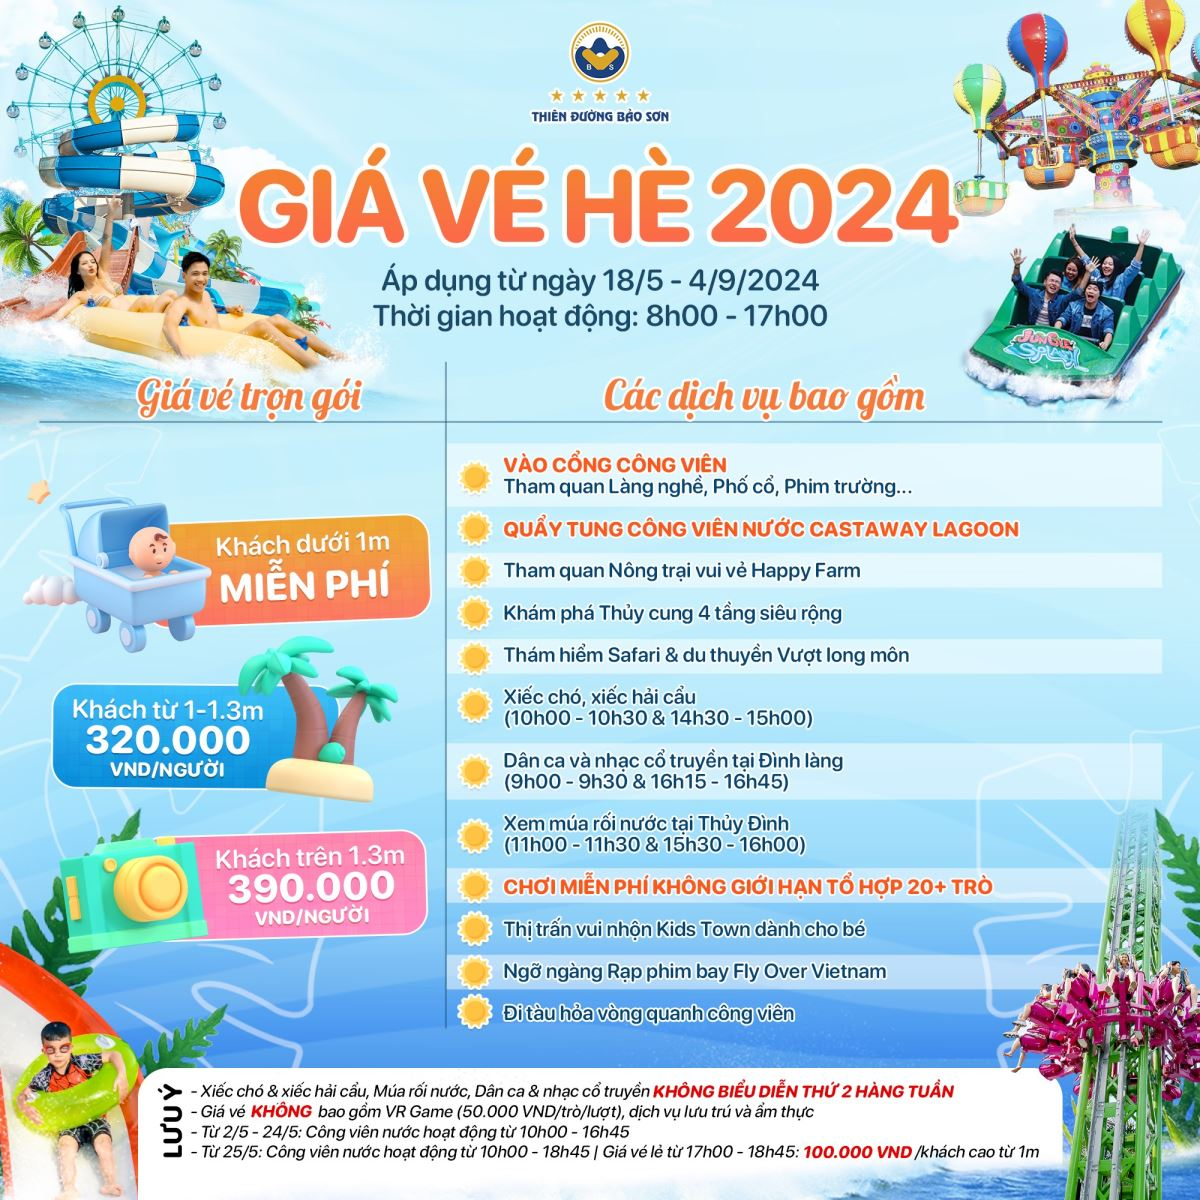 B S
THIÊN ĐƯỜNG BẢO SƠN
GIÁ VÉ HÈ 2024
Áp dụng từ ngày 18/5 - 4/9/2024
Thời gian hoạt động: 8h00 - 17h00
JUNGLE
SPLASH
Giá vé trọn gói
Khách dưới 1m
MIỄN PHÍ
Khách từ 1-1.3m
320.000
VND/NGƯỜI
Khách trên 1.3m
390.000
VND/NGƯỜI
Các dịch vụ bao gồm
VÀO CỔNG CÔNG VIÊN
Tham quan Làng nghề, Phố cổ, Phim trường...
QUẨY TUNG CÔNG VIÊN NƯỚC CASTAWAY LAGOON
Tham quan Nông trại vui vẻ Happy Farm
Khám phá Thủy cung 4 tầng siêu rộng
Thám hiểm Safari & du thuyền Vượt long môn
Xiếc chó, xiếc hải cẩu
(10h00 - 10h30 & 14h30 - 15h00)
Dân ca và nhạc cổ truyền tại Đình làng
(9h00 - 9h30 & 16h15 - 16h45)
Xem múa rối nước tại Thủy Đình
(11h00 - 11h30 & 15h30 - 16h00)
CHƠI MIỄN PHÍ KHÔNG GIỚI HẠN TỔ HỢP 20+ TRÒ
Thị trấn vui nhộn Kids Town dành cho bé
Ngỡ ngàng Rạp phim bay Fly Over Vietnam
Đi tàu hỏa vòng quanh công viên
LƯU Ý
- Xiếc chó & xiếc hải cẩu, Múa rối nước, Dân ca & nhạc cổ truyền KHÔNG BIỂU DIỄN THỨ 2 HÀNG TUẦN
- Giá vé KHÔNG bao gồm VR Game (50.000 VND/trò/lượt), dịch vụ lưu trú và ẩm thực
- Từ 2/5 - 24/5: Công viên nước hoạt động từ 10h00 - 16h45
- Từ 25/5: Công viên nước hoạt động từ 10h00 - 18h45 | Giá vé lẻ từ 17h00 - 18h45: 100.000 VND /khách cao từ 1m